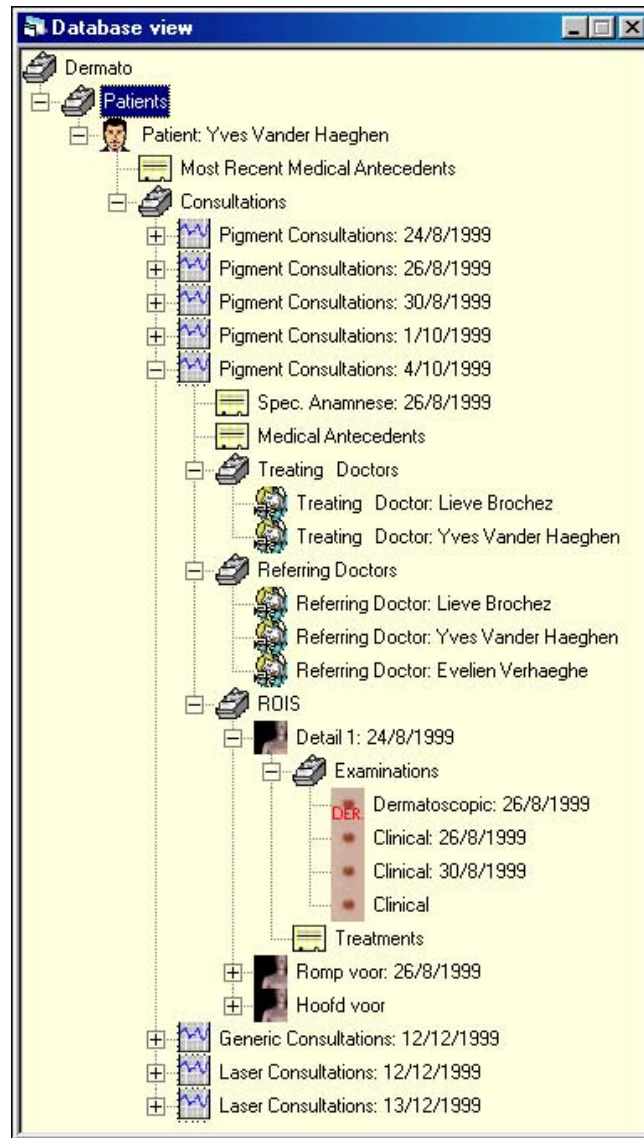 Database view
Dermato
Patients
Patient: Yves Vander Haeghen
Most Recent Medical Antecedents
Consultations
Pigment Consultations: 24/8/1999
Pigment Consultations: 26/8/1999
Pigment Consultations: 30/8/1999
Pigment Consultations: 1/10/1999
Pigment Consultations: 4/10/1999
Spec. Anamnese: 26/8/1999
Medical Antecedents
Treating Doctors
Treating Doctor: Lieve Brochez
Treating Doctor: Yves Vander Haeghen
Referring Doctors
Referring Doctor: Lieve Brochez
Referring Doctor: Yves Vander Haeghen
Referring Doctor: Evelien Verhaeghe
ROIS
Detail 1: 24/8/1999
Examinations
DER. Dermatoscopic: 26/8/1999
Clinical: 26/8/1999
Clinical: 30/8/1999
Clinical
Treatments
Romp voor: 26/8/1999
Hoofd voor
Generic Consultations: 12/12/1999
Laser Consultations: 12/12/1999
Laser Consultations: 13/12/1999